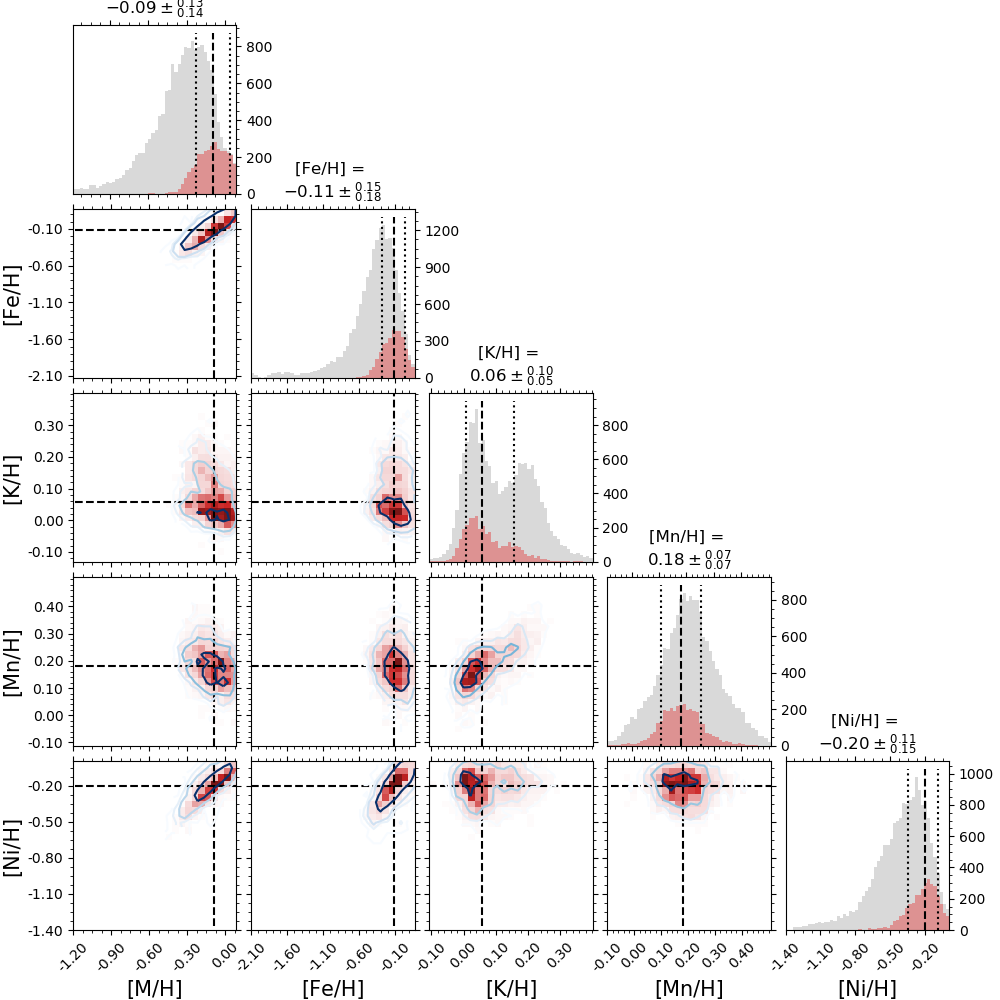 −0.09 ± 0.13 0.14
800
600
400
200
0
[Fe/H] =
−0.11 ± 0.15 0.18
[Fe/H]
-0.10
-0.60
-1.10
-1.60
-2.10
1200
900
600
300
0
[K/H] =
0.06 ± 0.10 0.05
[K/H]
0.30
0.20
0.10
0.00
-0.10
800
600
400
200
0
[Mn/H] =
0.18 ± 0.07 0.07
[Mn/H]
0.40
0.30
0.20
0.10
0.00
-0.10
800
600
400
200
0
[Ni/H] =
−0.20 ± 0.11 0.15
[Ni/H]
-0.20
-0.50
-0.80
-1.10
-1.40
1000
800
600
400
200
0
-1.20 -0.90 -0.60 -0.30 0.00
-2.10 -1.60 -1.10 -0.60 -0.10
-0.10 0.00 0.10 0.20 0.30
-0.10 0.00 0.10 0.20 0.40
-1.40 -1.10 -0.80 -0.50 -0.20
[M/H] [Fe/H] [K/H] [Mn/H] [Ni/H]